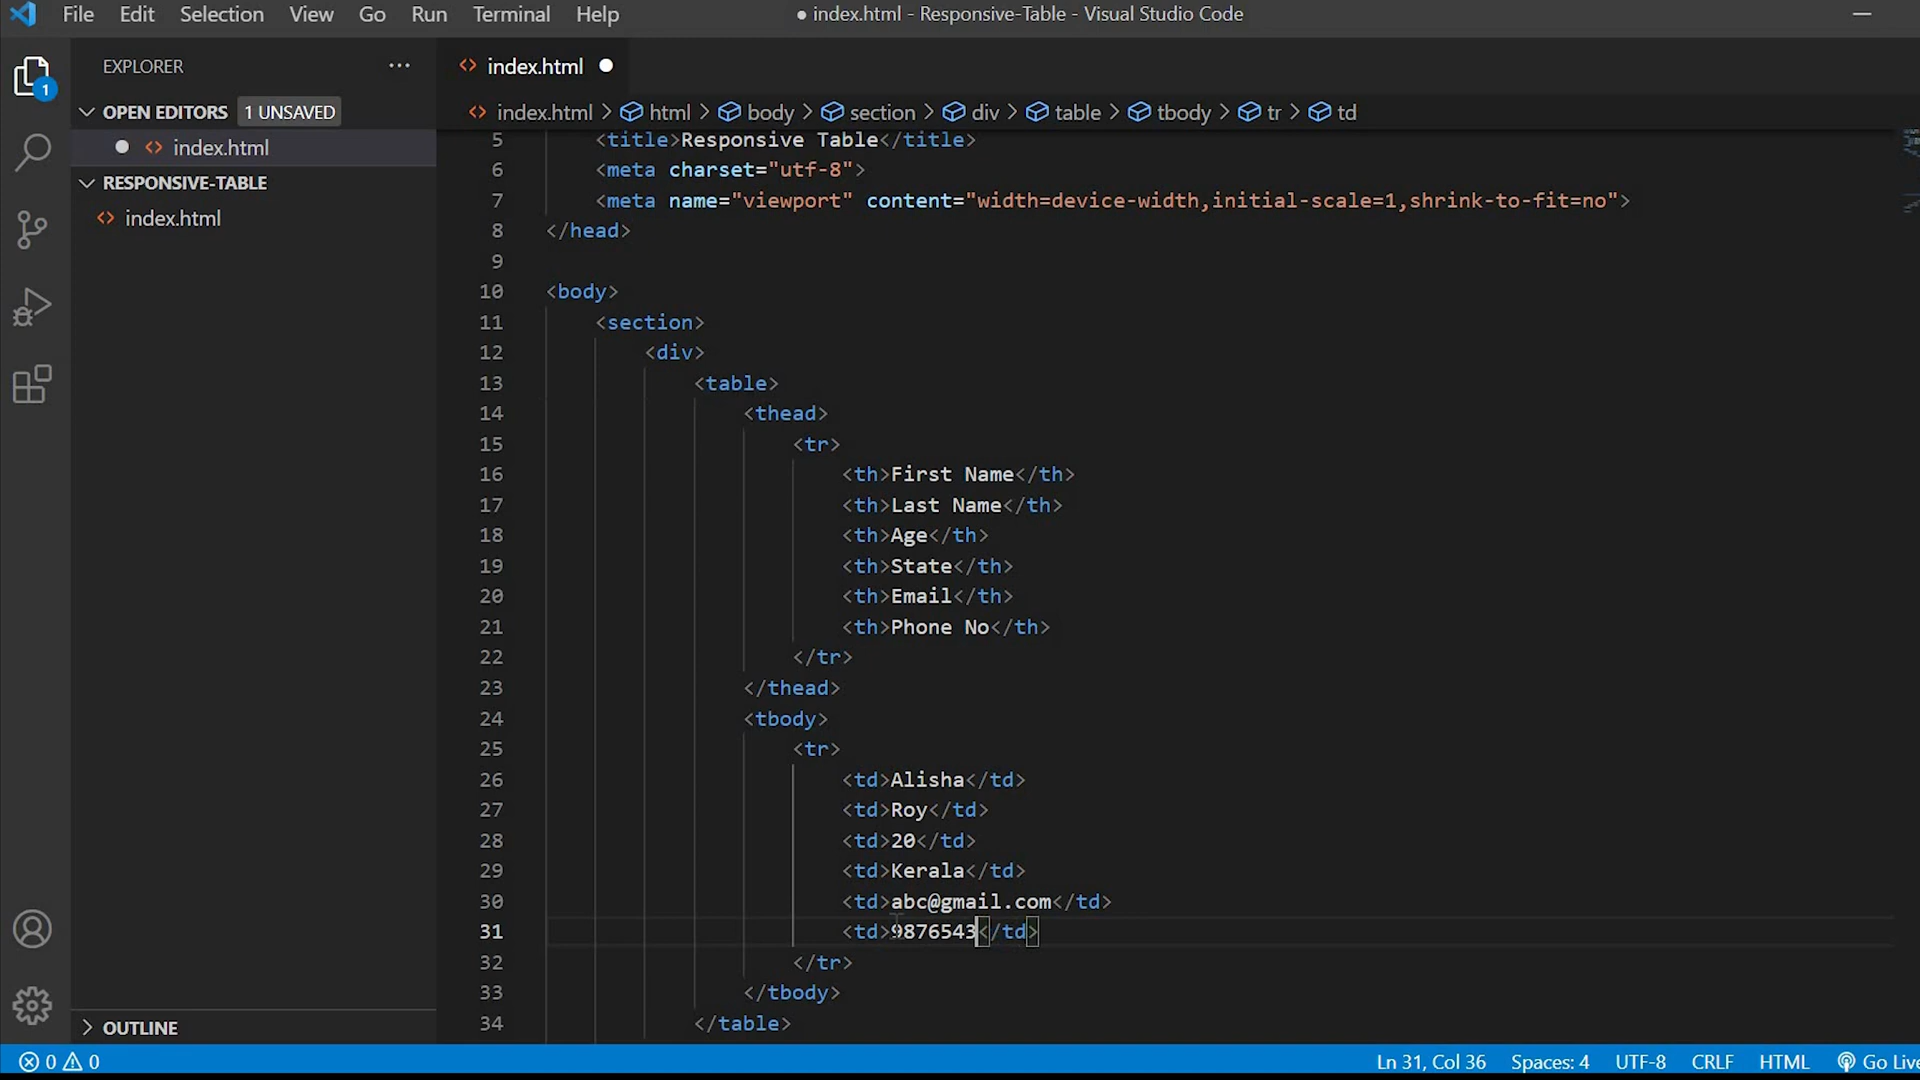 File Edit Selection View Go Run Terminal Help
● index.html - Responsive-Table - Visual Studio Code
EXPLORER ···
1
OPEN EDITORS 1 UNSAVED
index.html
RESPONSIVE-TABLE
index.html
OUTLINE
index.html
index.html > html > body > section > div > table > tbody > tr > td
5 <title>Responsive Table</title>
6 <meta charset="utf-8">
7 <meta name="viewport" content="width=device-width,initial-scale=1,shrink-to-fit=no">
8 </head>
9
10 <body>
11 <section>
12 <div>
13 <table>
14 <thead>
15 <tr>
16 <th>First Name</th>
17 <th>Last Name</th>
18 <th>Age</th>
19 <th>State</th>
20 <th>Email</th>
21 <th>Phone No</th>
22 </tr>
23 </thead>
24 <tbody>
25 <tr>
26 <td>Alisha</td>
27 <td>Roy</td>
28 <td>20</td>
29 <td>Kerala</td>
30 <td>abc@gmail.com</td>
31 <td>9876543</td>
32 </tr>
33 </tbody>
34 </table>
0 0 Ln 31, Col 36 Spaces: 4 UTF-8 CRLF HTML Go Live